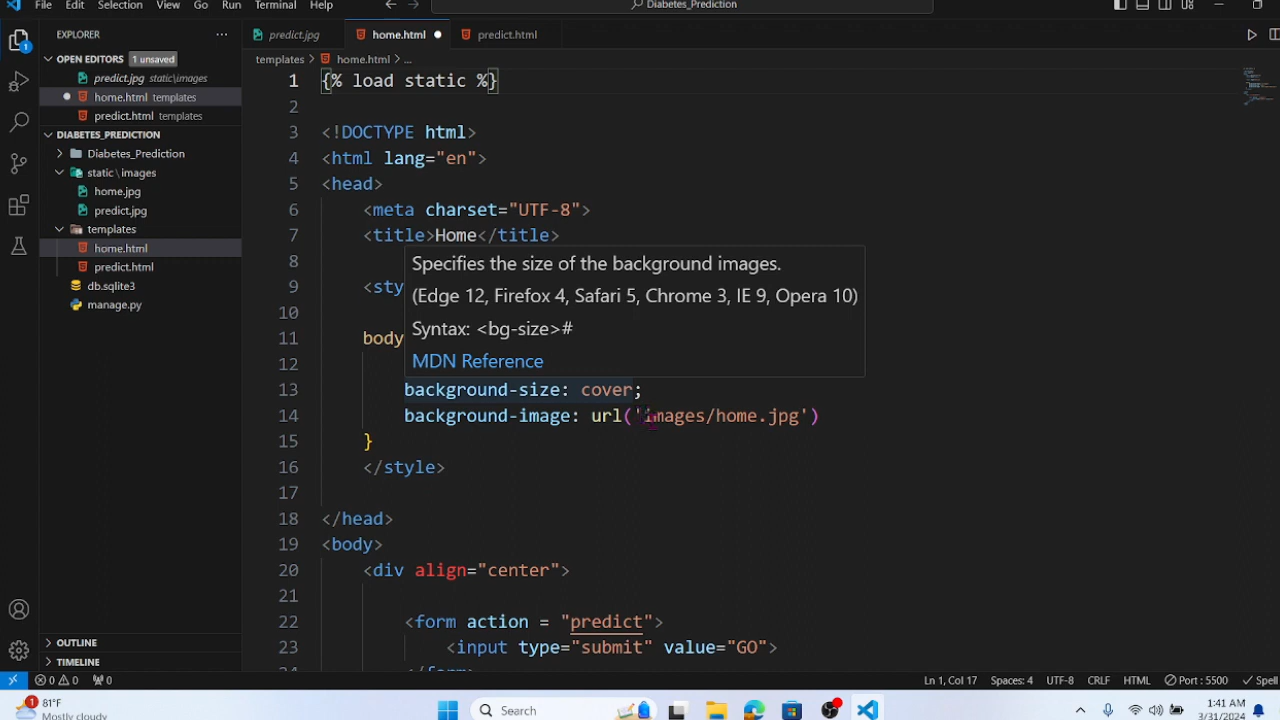 File Edit Selection View Go Run Terminal Help Diabetes_Prediction
EXPLORER
OPEN EDITORS 1 unsaved
predict.jpg static\images
home.html templates
predict.html templates
DIABETES_PREDICTION
Diabetes_Prediction
static \ images
home.jpg
predict.jpg
templates
home.html
predict.html
db.sqlite3
manage.py
OUTLINE
TIMELINE
1
predict.jpg home.html predict.html
templates > home.html > ...
1 {% load static %}
2
3 <!DOCTYPE html>
4 <html lang="en">
5 <head>
6 <meta charset="UTF-8">
7 <title>Home</title>
8
9 <sty
10
11 body
12
Specifies the size of the background images.
(Edge 12, Firefox 4, Safari 5, Chrome 3, IE 9, Opera 10)
Syntax: <bg-size>#
MDN Reference
13 background-size: cover;
14 background-image: url('images/home.jpg')
15 }
16 </style>
17
18 </head>
19 <body>
20 <div align="center">
21
22 <form action = "predict">
23 <input type="submit" value="GO">
24 </form>
0 0 0 Ln 1, Col 17 Spaces: 4 UTF-8 CRLF HTML Port : 5500 Spell
81°F
Mostly cloudy
1
Search
1:41 AM
3/31/2024